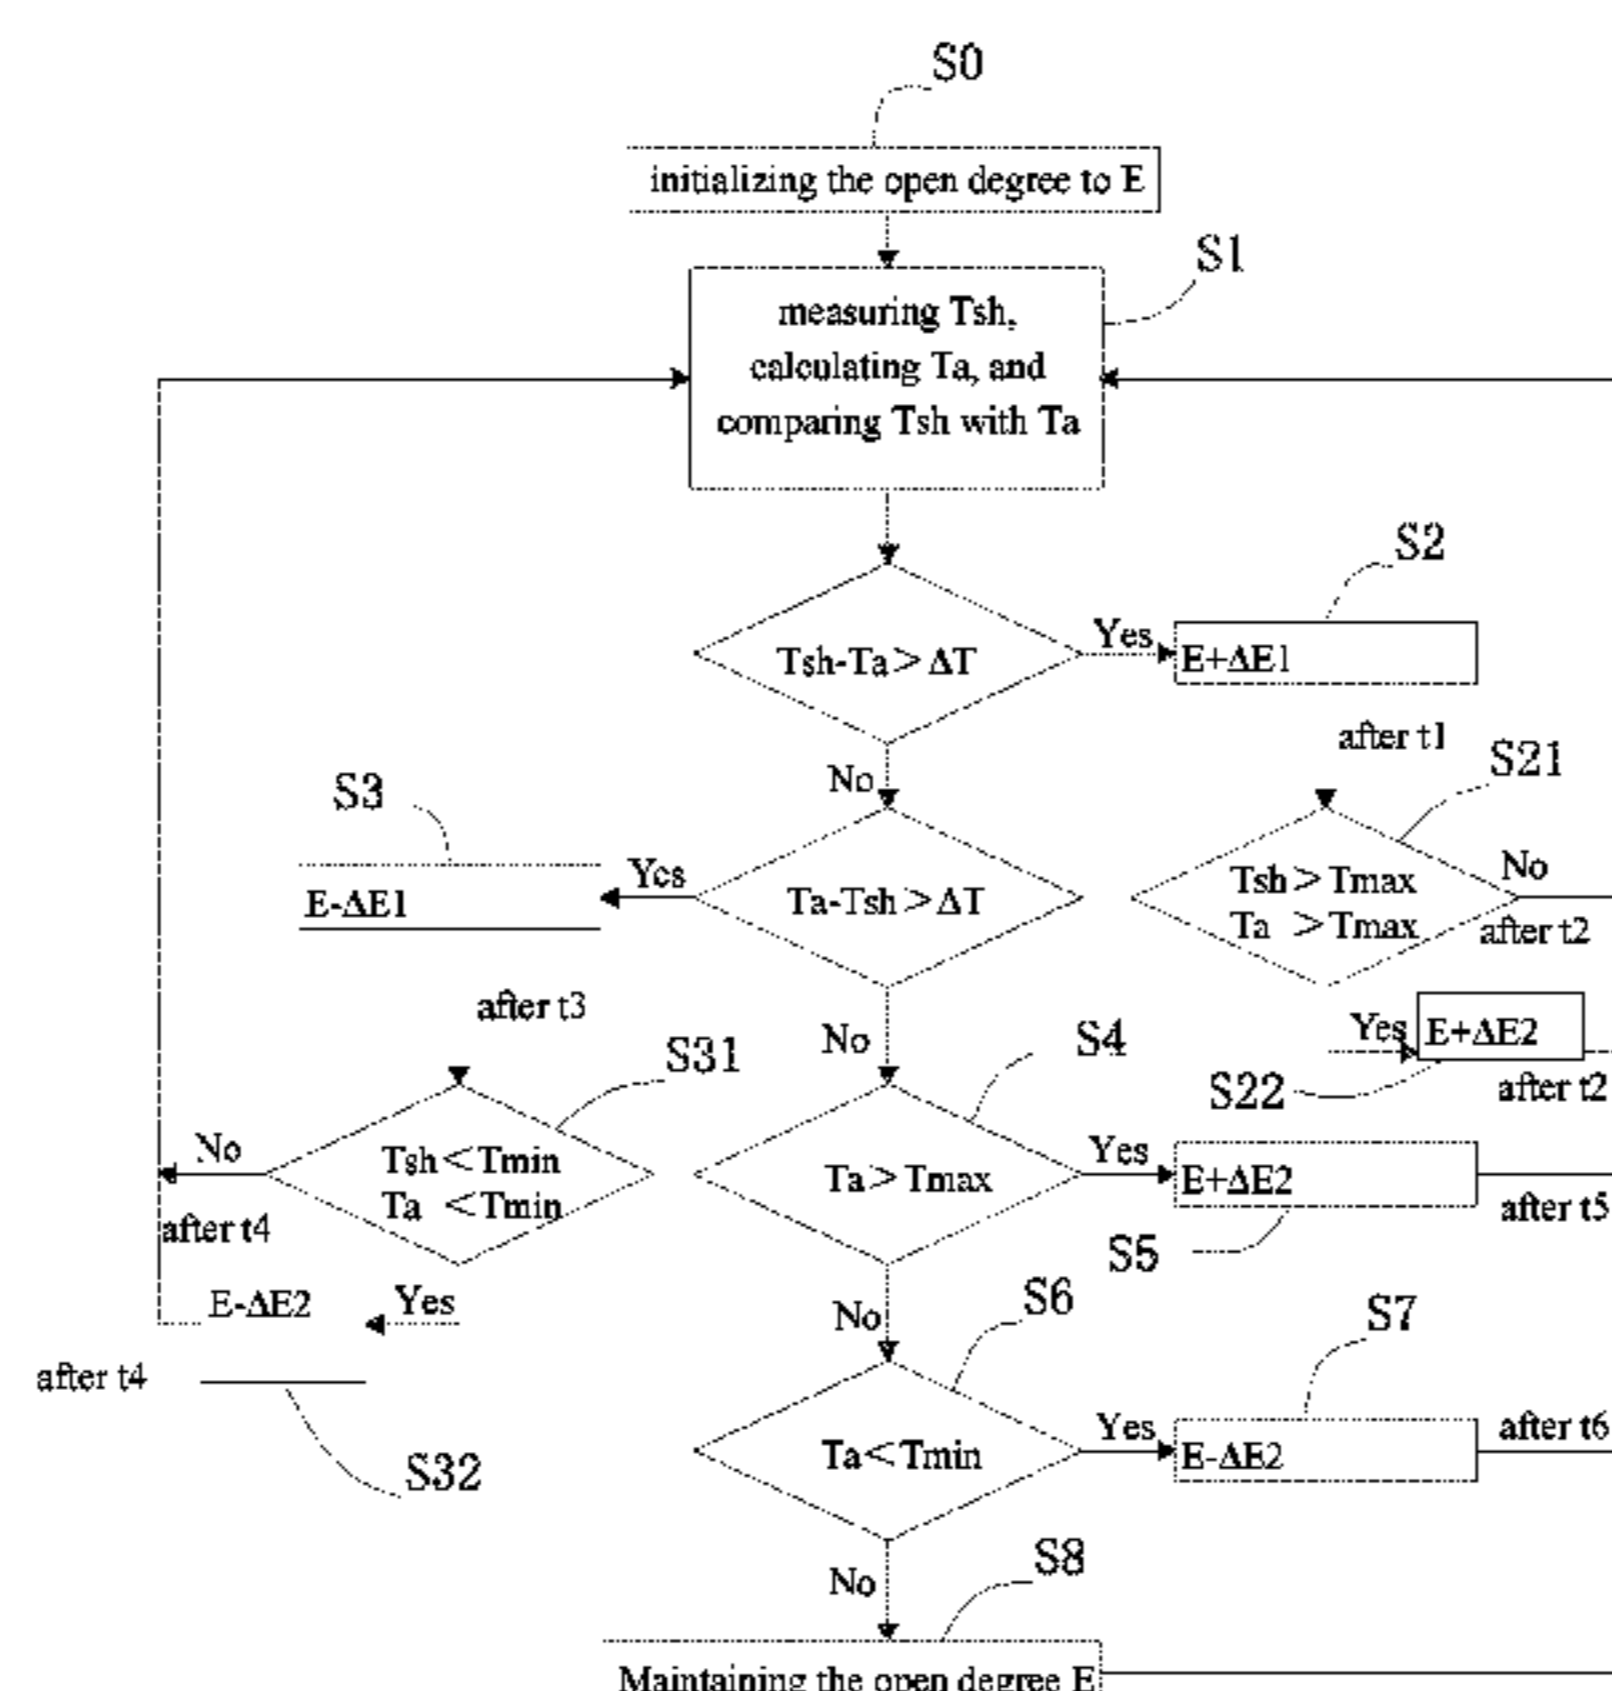 S0
initializing the open degree to E
S1
measuring Tsh,
calculating Ta, and
comparing Tsh with Ta
S2
Tsh-Ta>ΔT
Yes
E+ΔE1
after t1
S21
No
S3
Yes
E-ΔE1
Ta-Tsh>ΔT
Tsh>Tmax
Ta >Tmax
No
after t2
after t3
No
S4
Yes
E+ΔE2
S22
after t2
S31
No
Tsh<Tmin
Ta <Tmin
after t4
Ta>Tmax
Yes
E+ΔE2
after t5
S5
E-ΔE2
Yes
No
S6
S7
after t4
S32
Ta<Tmin
Yes
E-ΔE2
after t6
No
S8
Maintaining the open degree E